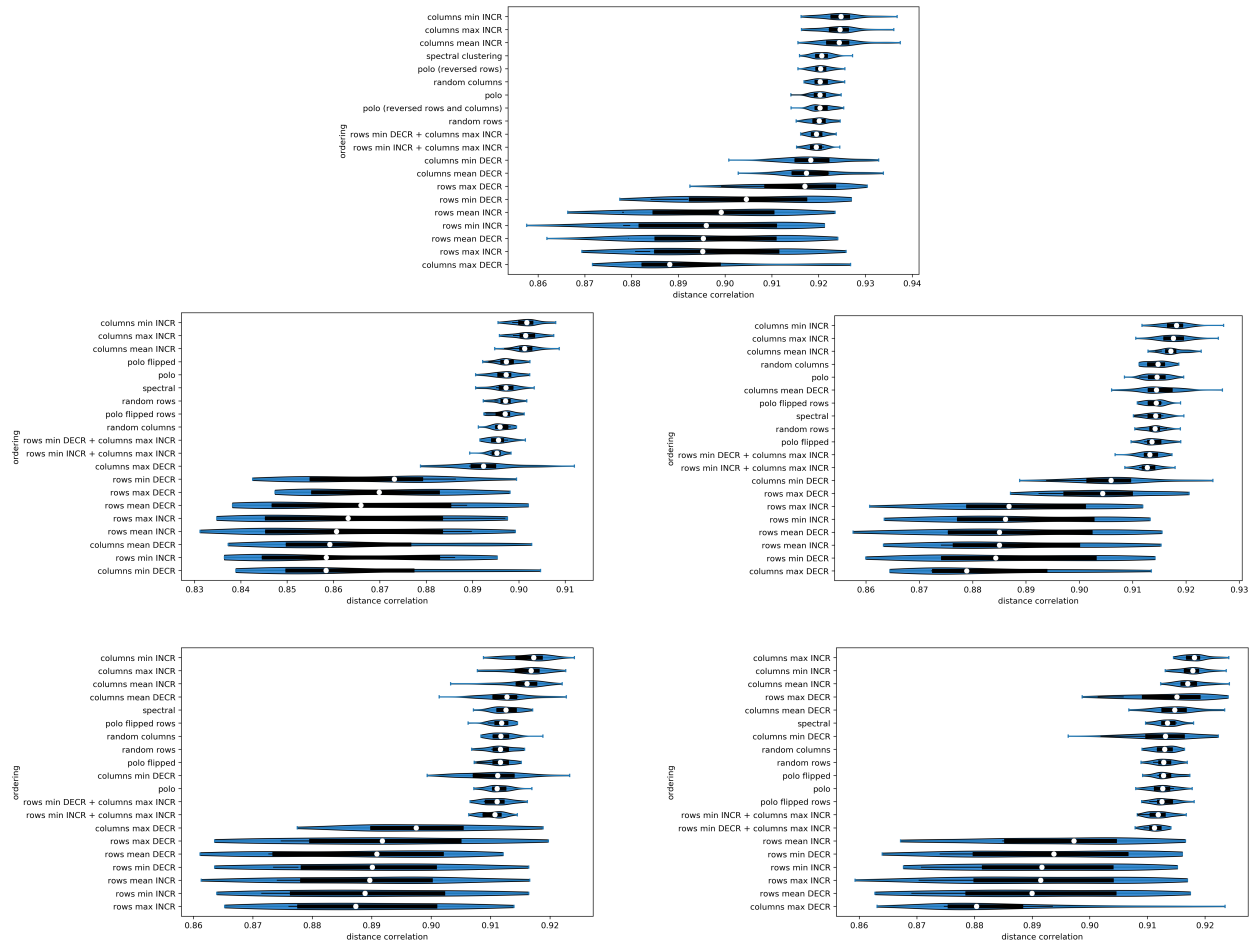 columns min INCR
columns max INCR
columns mean INCR
spectral clustering
polo (reversed rows)
random columns
polo
polo (reversed rows and columns)
random rows
rows min DECR + columns max INCR
rows min INCR + columns max INCR
columns min DECR
columns mean DECR
rows max DECR
rows min DECR
rows mean INCR
rows min INCR
rows mean DECR
rows max INCR
columns max DECR
ordering
0.86 0.87 0.88 0.89 0.90 0.91 0.92 0.93 0.94
distance correlation
columns min INCR
columns max INCR
columns mean INCR
polo flipped
polo
spectral
random rows
polo flipped rows
random columns
rows min DECR + columns max INCR
rows min INCR + columns max INCR
columns max DECR
rows min DECR
rows max DECR
rows mean DECR
rows max INCR
rows mean INCR
columns mean DECR
rows min INCR
columns min DECR
ordering
0.83 0.84 0.85 0.86 0.87 0.88 0.89 0.90 0.91
distance correlation
columns min INCR
columns max INCR
columns mean INCR
random columns
polo
columns mean DECR
polo flipped rows
spectral
random rows
polo flipped
rows min DECR + columns max INCR
rows min INCR + columns max INCR
columns min DECR
rows max DECR
rows max INCR
rows min INCR
rows mean DECR
rows mean INCR
rows min DECR
columns max DECR
ordering
0.86 0.87 0.88 0.89 0.90 0.91 0.92 0.93
distance correlation
columns min INCR
columns max INCR
columns mean INCR
columns mean DECR
spectral
polo flipped rows
random columns
random rows
polo flipped
columns min DECR
polo
rows min DECR + columns max INCR
rows min INCR + columns max INCR
columns max DECR
rows max DECR
rows mean DECR
rows min DECR
rows mean INCR
rows min INCR
rows max INCR
ordering
0.86 0.87 0.88 0.89 0.90 0.91 0.92
distance correlation
columns max INCR
columns min INCR
columns mean INCR
rows max DECR
columns mean DECR
spectral
columns min DECR
random columns
random rows
polo flipped
polo
polo flipped rows
rows min INCR + columns max INCR
rows min DECR + columns max INCR
rows mean INCR
rows min DECR
rows min INCR
rows max INCR
rows mean DECR
columns max DECR
ordering
0.86 0.87 0.88 0.89 0.90 0.91 0.92
distance correlation